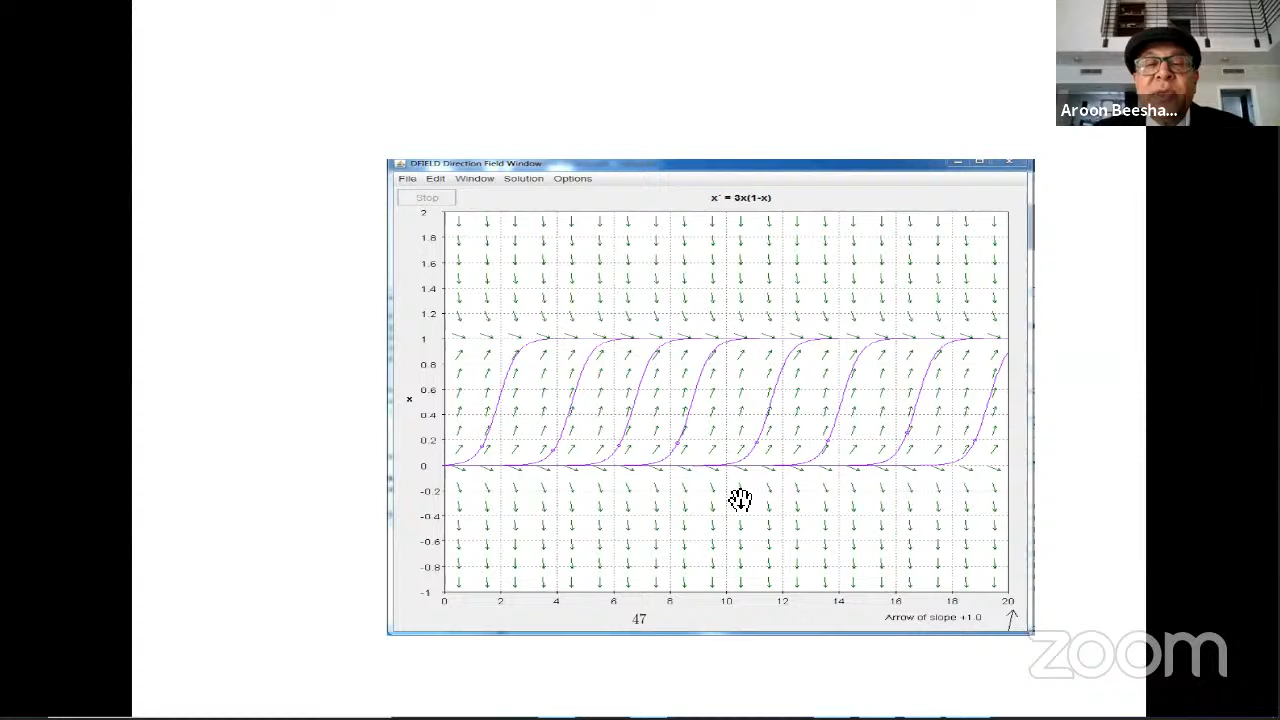 Aroon Beesha...
DFIELD Direction Field Window
File Edit Window Solution Options
Stop
x' = 3x(1-x)
2
1.8
1.6
1.4
1.2
1
0.8
0.6
x
0.4
0.2
0
-0.2
-0.4
-0.6
-0.8
-1
0 2 4 6 8 10 12 14 16 18 20
47
Arrow of slope +1.0
zoom